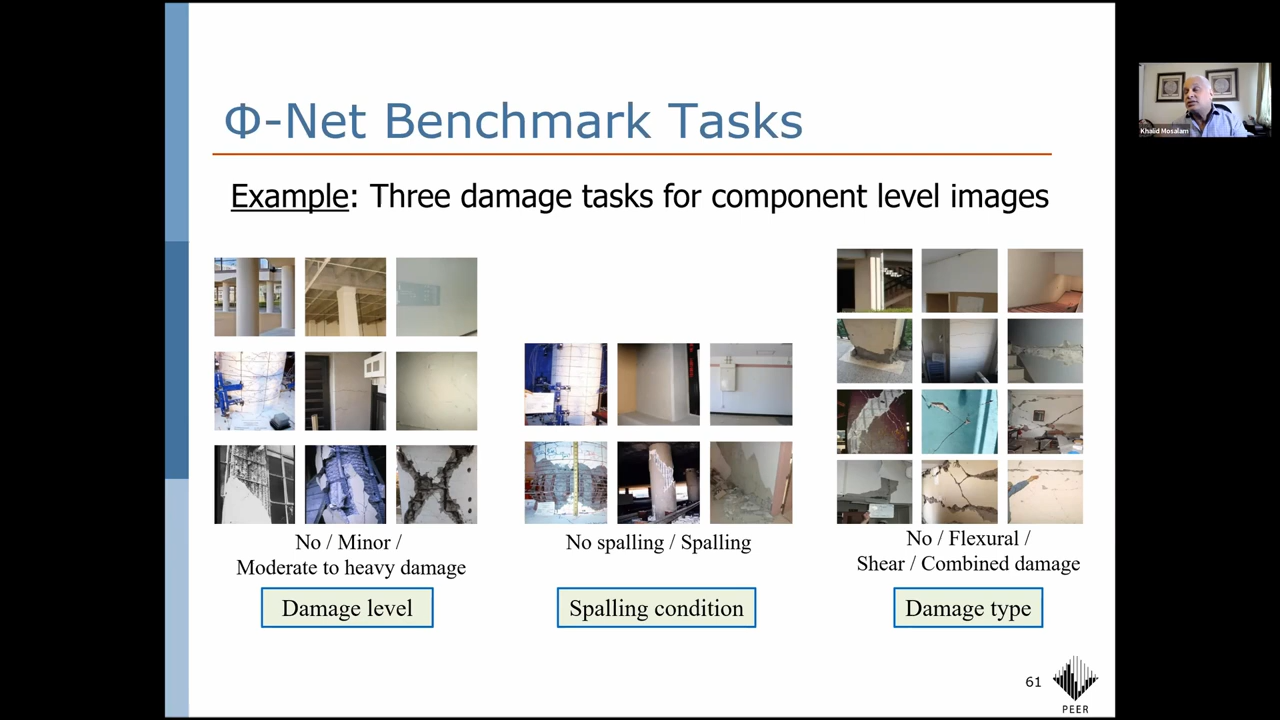 Φ-Net Benchmark Tasks
Example: Three damage tasks for component level images
No / Minor /
Moderate to heavy damage
Damage level
No spalling / Spalling
Spalling condition
No / Flexural /
Shear / Combined damage
Damage type
61
PEER
Khalid Mosalam